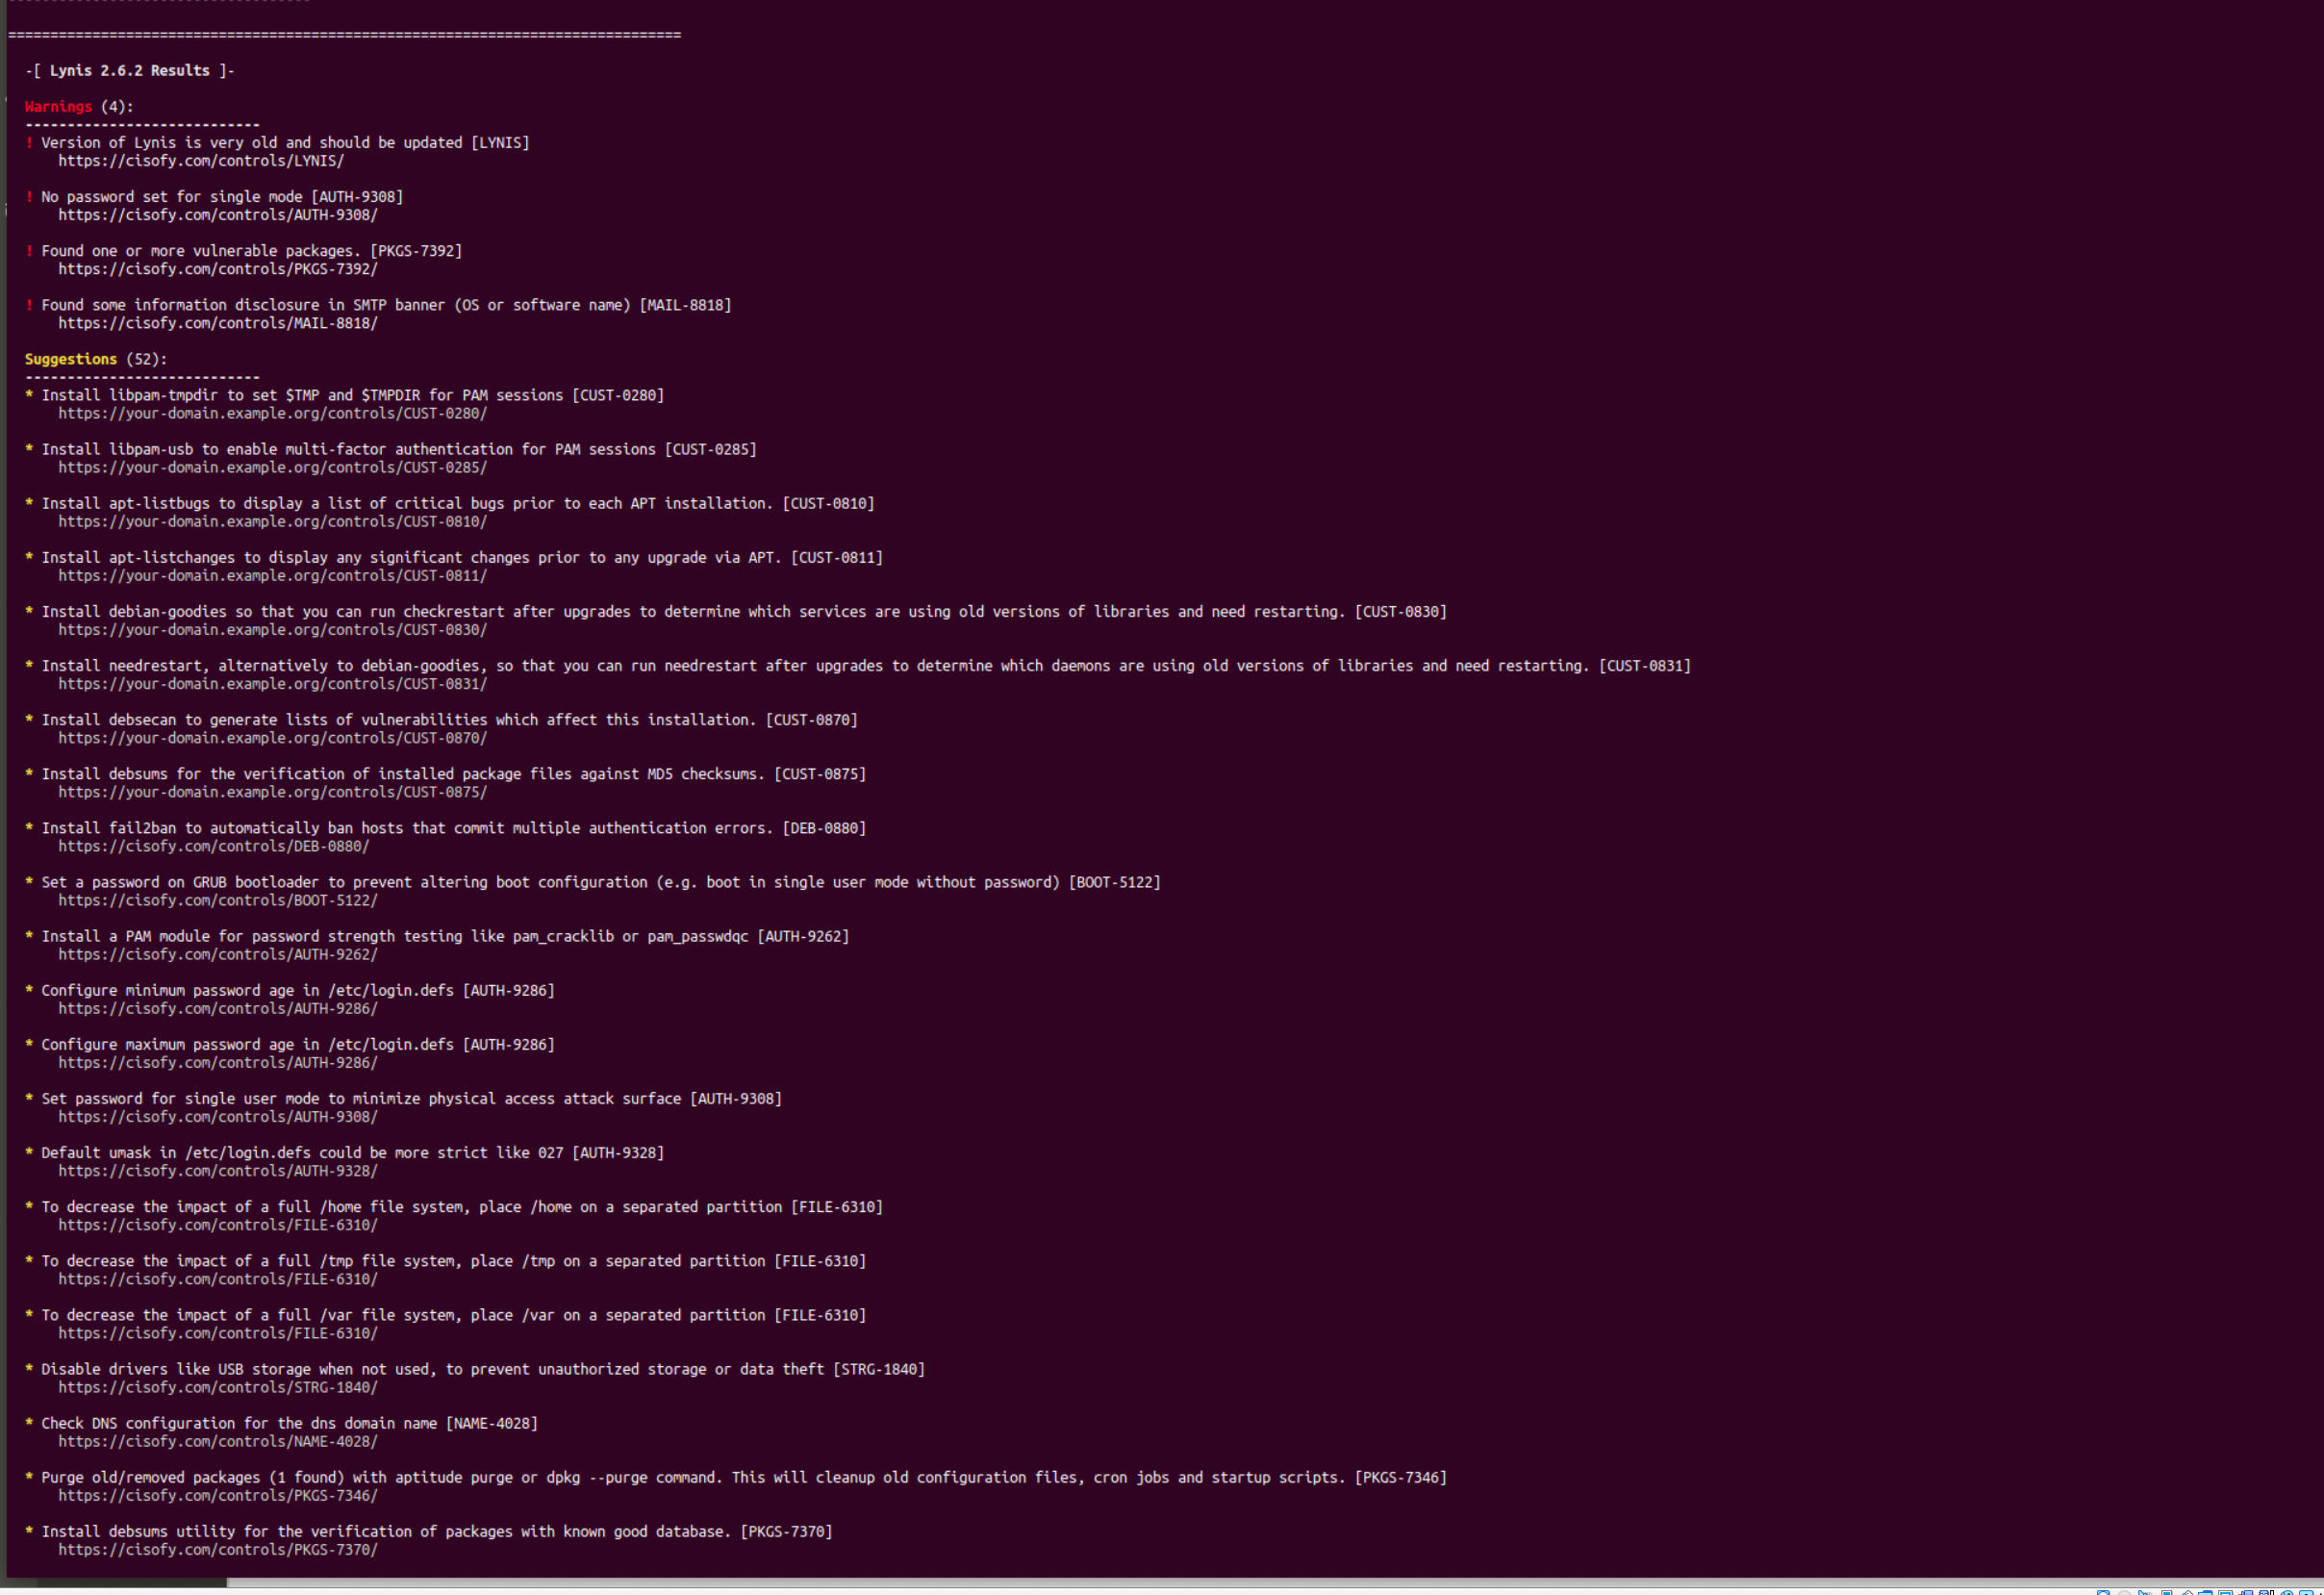 ================================================================================
-[ Lynis 2.6.2 Results ]-
Warnings (4):
----------------------------
! Version of Lynis is very old and should be updated [LYNIS]
https://cisofy.com/controls/LYNIS/
! No password set for single mode [AUTH-9308]
https://cisofy.com/controls/AUTH-9308/
! Found one or more vulnerable packages. [PKGS-7392]
https://cisofy.com/controls/PKGS-7392/
! Found some information disclosure in SMTP banner (OS or software name) [MAIL-8818]
https://cisofy.com/controls/MAIL-8818/
Suggestions (52):
----------------------------
* Install libpam-tmpdir to set $TMP and $TMPDIR for PAM sessions [CUST-0280]
https://your-domain.example.org/controls/CUST-0280/
* Install libpam-usb to enable multi-factor authentication for PAM sessions [CUST-0285]
https://your-domain.example.org/controls/CUST-0285/
* Install apt-listbugs to display a list of critical bugs prior to each APT installation. [CUST-0810]
https://your-domain.example.org/controls/CUST-0810/
* Install apt-listchanges to display any significant changes prior to any upgrade via APT. [CUST-0811]
https://your-domain.example.org/controls/CUST-0811/
* Install debian-goodies so that you can run checkrestart after upgrades to determine which services are using old versions of libraries and need restarting. [CUST-0830]
https://your-domain.example.org/controls/CUST-0830/
* Install needrestart, alternatively to debian-goodies, so that you can run needrestart after upgrades to determine which daemons are using old versions of libraries and need restarting. [CUST-0831]
https://your-domain.example.org/controls/CUST-0831/
* Install debsecan to generate lists of vulnerabilities which affect this installation. [CUST-0870]
https://your-domain.example.org/controls/CUST-0870/
* Install debsums for the verification of installed package files against MD5 checksums. [CUST-0875]
https://your-domain.example.org/controls/CUST-0875/
* Install fail2ban to automatically ban hosts that commit multiple authentication errors. [DEB-0880]
https://cisofy.com/controls/DEB-0880/
* Set a password on GRUB bootloader to prevent altering boot configuration (e.g. boot in single user mode without password) [BOOT-5122]
https://cisofy.com/controls/BOOT-5122/
* Install a PAM module for password strength testing like pam_cracklib or pam_passwdqc [AUTH-9262]
https://cisofy.com/controls/AUTH-9262/
* Configure minimum password age in /etc/login.defs [AUTH-9286]
https://cisofy.com/controls/AUTH-9286/
* Configure maximum password age in /etc/login.defs [AUTH-9286]
https://cisofy.com/controls/AUTH-9286/
* Set password for single user mode to minimize physical access attack surface [AUTH-9308]
https://cisofy.com/controls/AUTH-9308/
* Default umask in /etc/login.defs could be more strict like 027 [AUTH-9328]
https://cisofy.com/controls/AUTH-9328/
* To decrease the impact of a full /home file system, place /home on a separated partition [FILE-6310]
https://cisofy.com/controls/FILE-6310/
* To decrease the impact of a full /tmp file system, place /tmp on a separated partition [FILE-6310]
https://cisofy.com/controls/FILE-6310/
* To decrease the impact of a full /var file system, place /var on a separated partition [FILE-6310]
https://cisofy.com/controls/FILE-6310/
* Disable drivers like USB storage when not used, to prevent unauthorized storage or data theft [STRG-1840]
https://cisofy.com/controls/STRG-1840/
* Check DNS configuration for the dns domain name [NAME-4028]
https://cisofy.com/controls/NAME-4028/
* Purge old/removed packages (1 found) with aptitude purge or dpkg --purge command. This will cleanup old configuration files, cron jobs and startup scripts. [PKGS-7346]
https://cisofy.com/controls/PKGS-7346/
* Install debsums utility for the verification of packages with known good database. [PKGS-7370]
https://cisofy.com/controls/PKGS-7370/